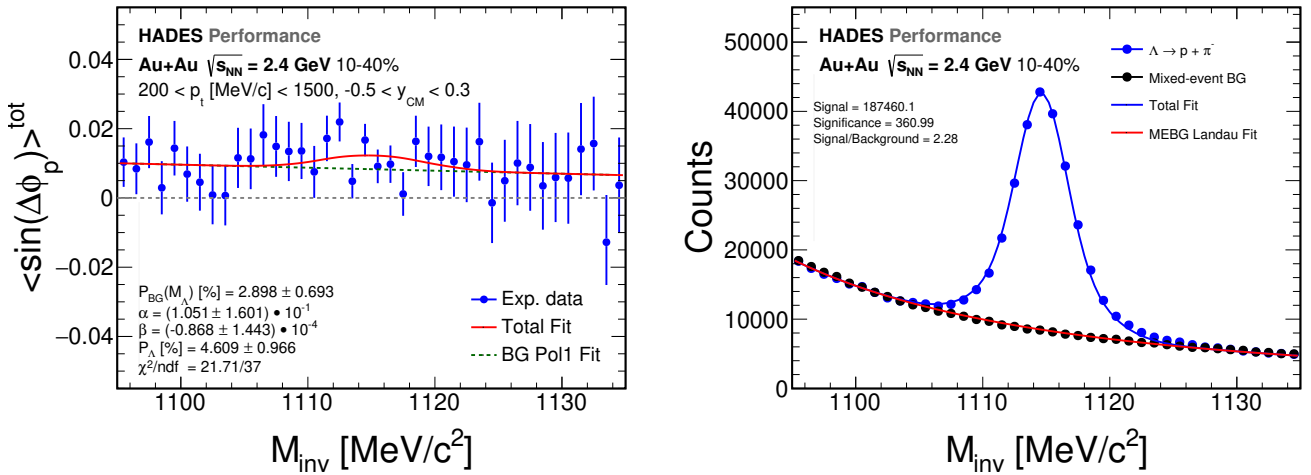 HADES Performance
Au+Au √sNN = 2.4 GeV 10-40%
200 < pt [MeV/c] < 1500, -0.5 < yCM < 0.3
<sin(Δϕp)>tot
0.04
0.02
0
−0.02
−0.04
PBG(MΛ) [%] = 2.898 ± 0.693
α = (1.051 ± 1.601) • 10-1
β = (-0.868 ± 1.443) • 10-4
PΛ [%] = 4.609 ± 0.966
χ2/ndf = 21.71/37
Exp. data
Total Fit
BG Pol1 Fit
1100 1110 1120 1130
Minv [MeV/c2]
HADES Performance
Au+Au √sNN = 2.4 GeV 10-40%
Signal = 187460.1
Significance = 360.99
Signal/Background = 2.28
Λ → p + π-
Mixed-event BG
Total Fit
MEBG Landau Fit
Counts
50000
40000
30000
20000
10000
0
1100 1110 1120 1130
Minv [MeV/c2]